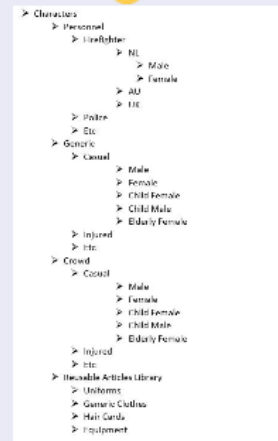 Characters
Personnel
Firefighter
NL
Male
Female
AU
UK
Police
Etc
Generic
Casual
Male
Female
Child Female
Child Male
Elderly Female
Injured
Etc
Crowd
Casual
Male
Female
Child Female
Child Male
Elderly Female
Injured
Etc
Reusable Articles Library
Uniforms
Generic Clothes
Hair Cards
Equipment